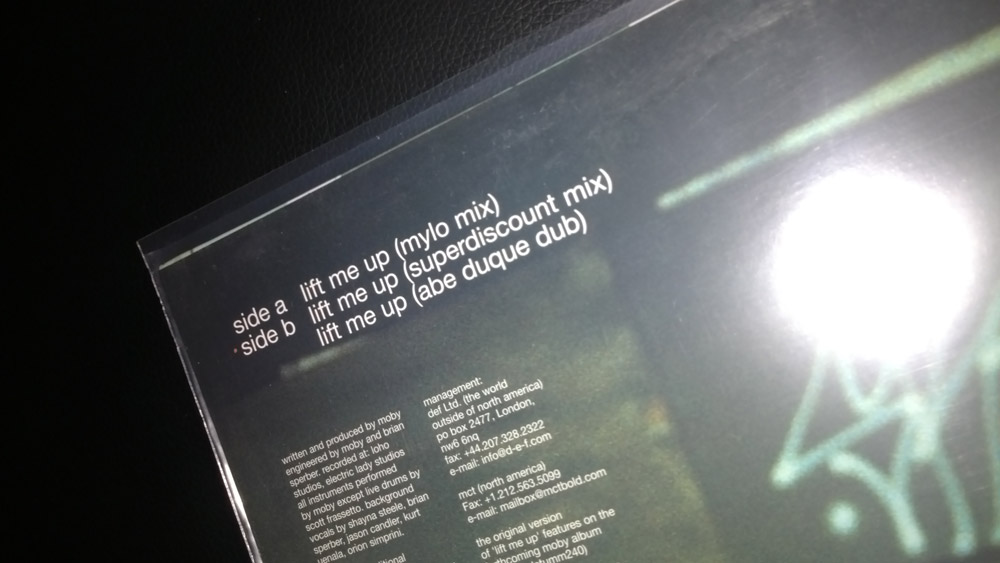 side a lift me up (mylo mix)
side b lift me up (superdiscount mix)
lift me up (abe duque dub)
written and produced by moby
engineered by moby and brian
sperber. recorded at: loho
studios, electric lady studios
all instruments performed
by moby except live drums by
scott frassetto. background
vocals by shayna steele, brian
sperber, jason candler, kurt
uenala, orion simprini.
management:
def Ltd. (the world
outside of north america)
po box 2477, London,
nw6 6nq
fax: +44.207.328.2322
e-mail: info@d-e-f.com
mct (north america)
Fax: +1.212.563.5099
e-mail: mailbox@mctbold.com
the original version
of 'lift me up' features on the
moby album